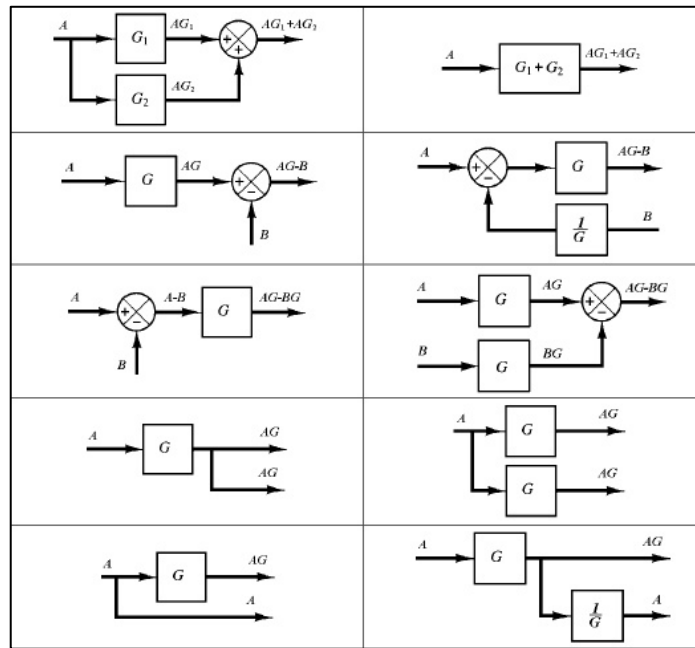 A G₁ AG₁ + + AG₁+AG₂
G₂ AG₂
A G₁ + G₂ AG₁+AG₂
A G AG + − AG-B
B
A + − G AG-B
1/G B
A + − A-B G AG-BG
B
A G AG + − AG-BG
B G BG
A G AG
AG
A G AG
G AG
A G AG
A
A G AG
1/G A